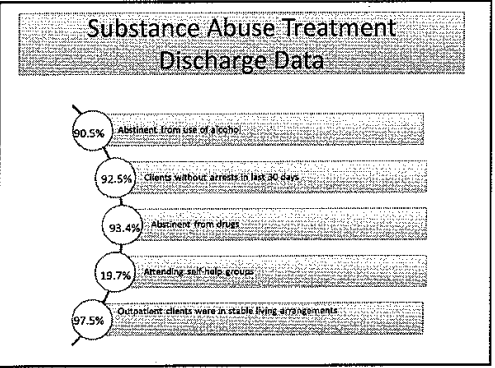 Substance Abuse Treatment
Discharge Data
90.5% Abstinent from use of alcohol
92.5% Clients without arrests in last 30 days
93.4% Abstinent from drugs
19.7% Attending self-help groups
97.5% Outpatient clients were in stable living arrangements